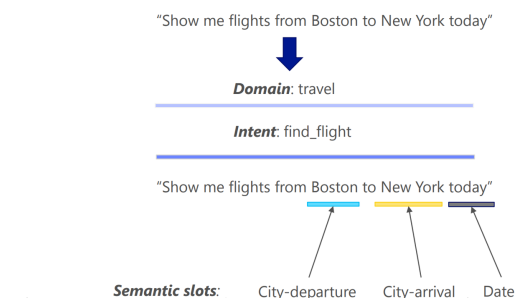 “Show me flights from Boston to New York today”
Domain: travel
Intent: find_flight
“Show me flights from Boston to New York today”
Semantic slots: City-departure City-arrival Date